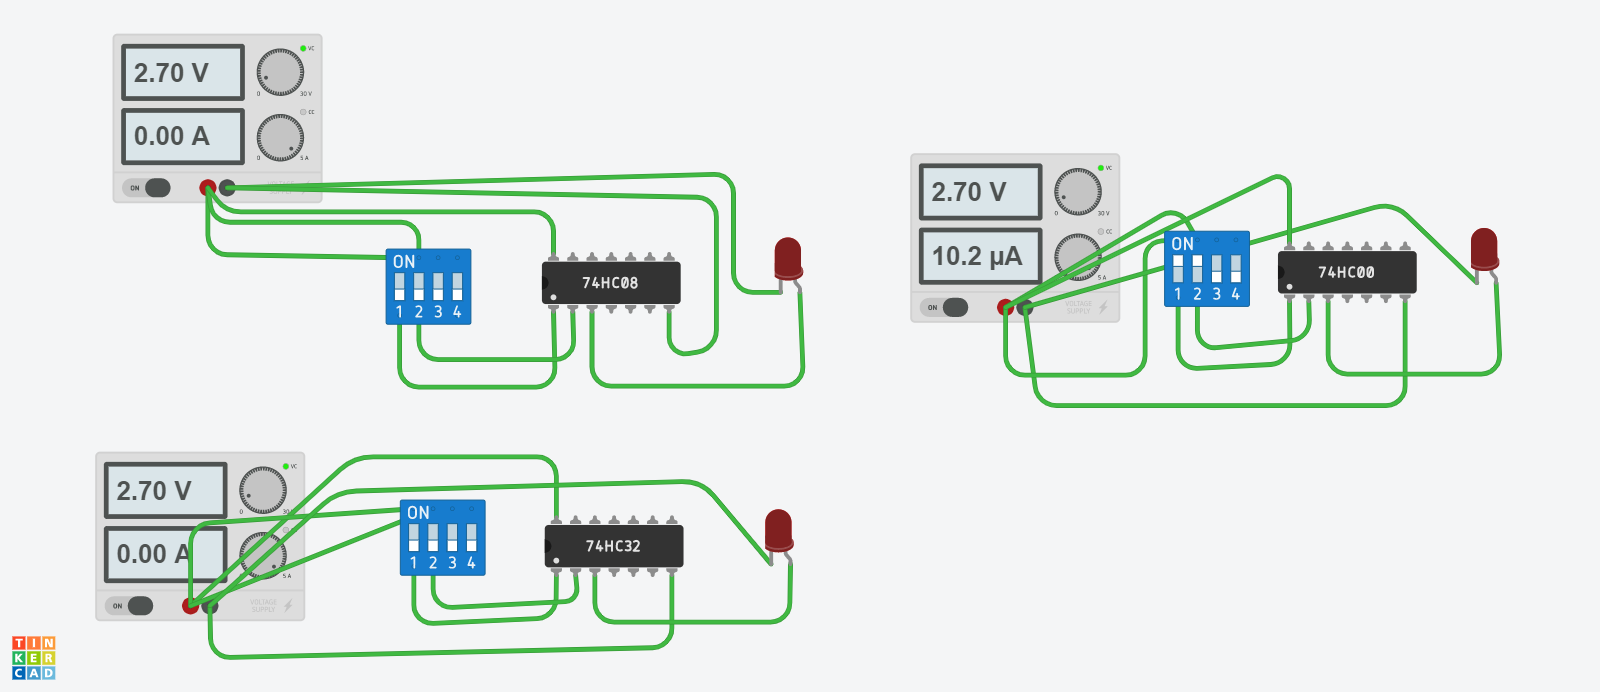 2.70 V
VC
0
30 V
0.00 A
CC
0
5 A
ON
ON
1 2 3 4
74HC08
2.70 V
VC
0
30 V
10.2 µA
CC
5 A
ON
VOLTAGE
SUPPLY
ON
1 2 3 4
74HC00
2.70 V
VC
0
0.00 A
5 A
ON
VOLTAGE
SUPPLY
ON
1 2 3 4
74HC32
TIN
KER
CAD